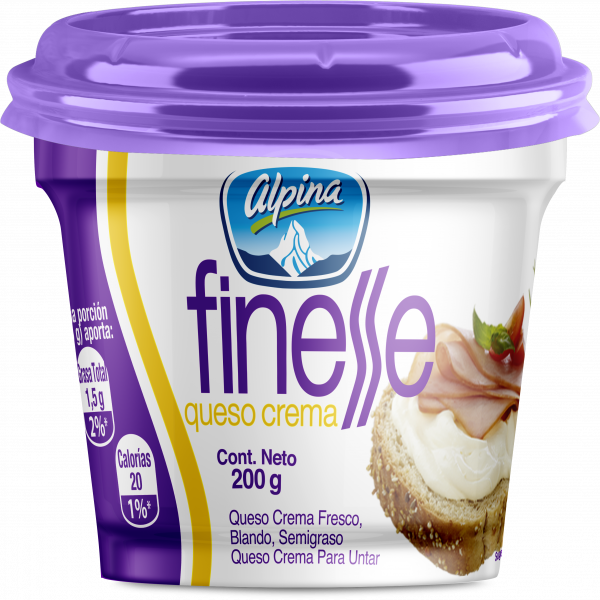 alpina
finesse
queso crema
Cont. Neto
200 g
Queso Crema Fresco,
Blando, Semigraso
Queso Crema Para Untar
a porción
g) aporta:
Grasa Total
1,5 g
2%*
Calorías
20
1%*